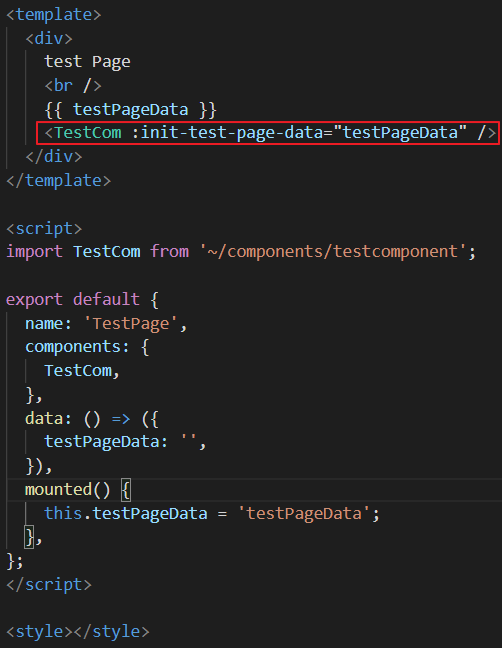 <template>
<div>
test Page
<br />
{{ testPageData }}
<TestCom :init-test-page-data="testPageData" />
</div>
</template>
<script>
import TestCom from '~/components/testcomponent';
export default {
name: 'TestPage',
components: {
TestCom,
},
data: () => ({
testPageData: '',
}),
mounted() {
this.testPageData = 'testPageData';
},
};
</script>
<style></style>